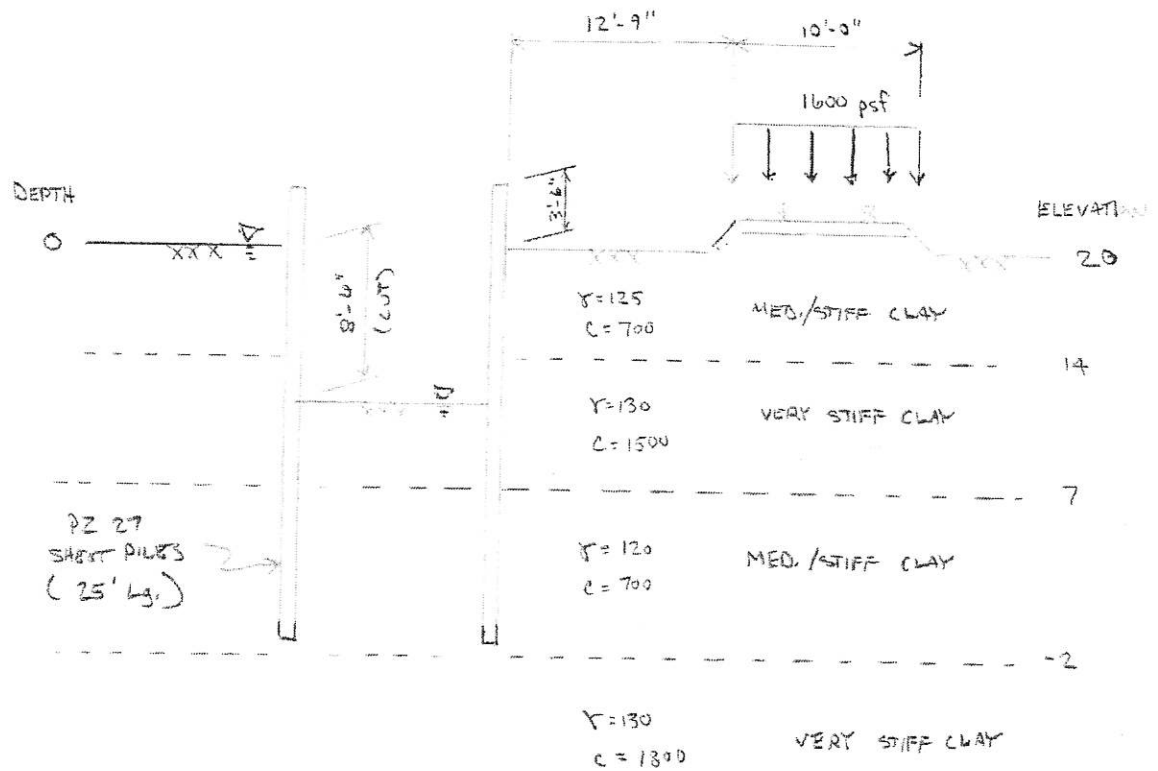 12'-9"
10'-0"
1600 psf
DEPTH
3'-6"
ELEVATION
0
20
8'-6"
(CUT)
γ=125
C=700
MED./STIFF CLAY
14
γ=130
C=1500
VERY STIFF CLAY
7
PZ 27
SHEET PILES
(25' Lg.)
γ=120
C=700
MED./STIFF CLAY
-2
γ=130
C=1300
VERY STIFF CLAY